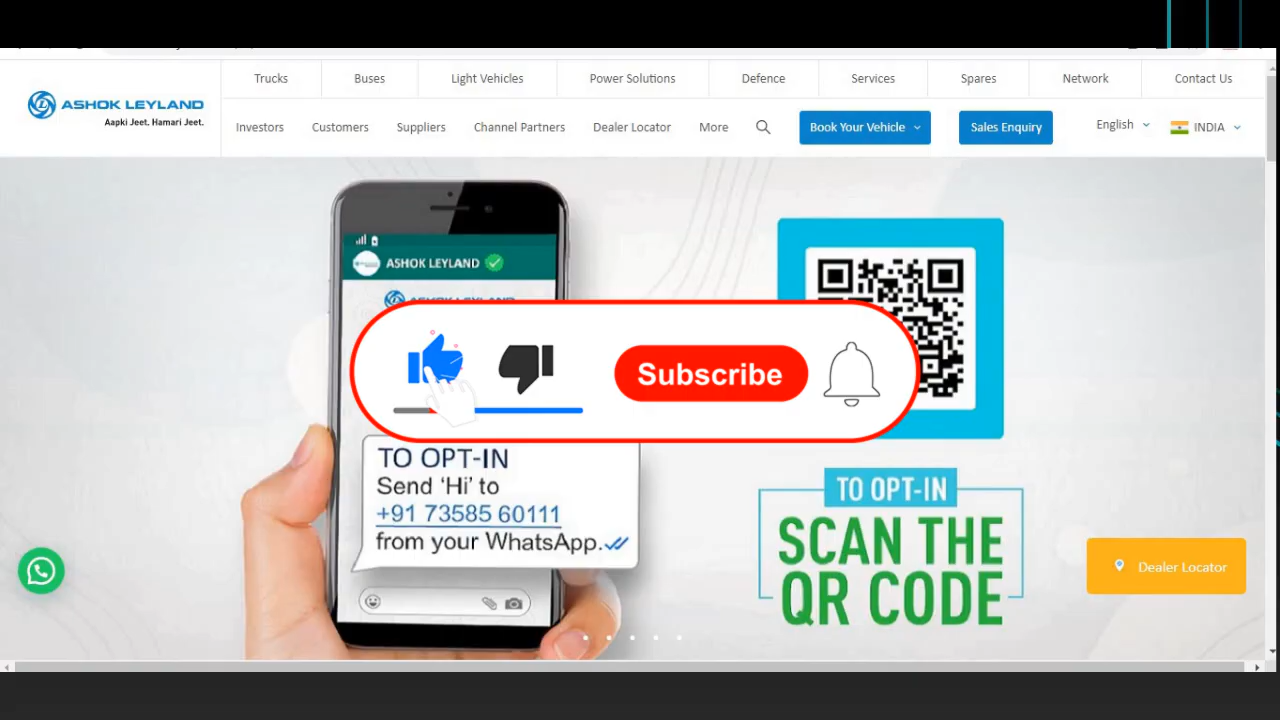 Trucks
Buses
Light Vehicles
Power Solutions
Defence
Services
Spares
Network
Contact Us
ASHOK LEYLAND
Aapki Jeet. Hamari Jeet.
Investors
Customers
Suppliers
Channel Partners
Dealer Locator
More
Book Your Vehicle
Sales Enquiry
English
INDIA
ASHOK LEYLAND
Subscribe
TO OPT-IN
Send ‘Hi’ to
+91 73585 60111
from your WhatsApp.
TO OPT-IN
SCAN THE
QR CODE
Dealer Locator